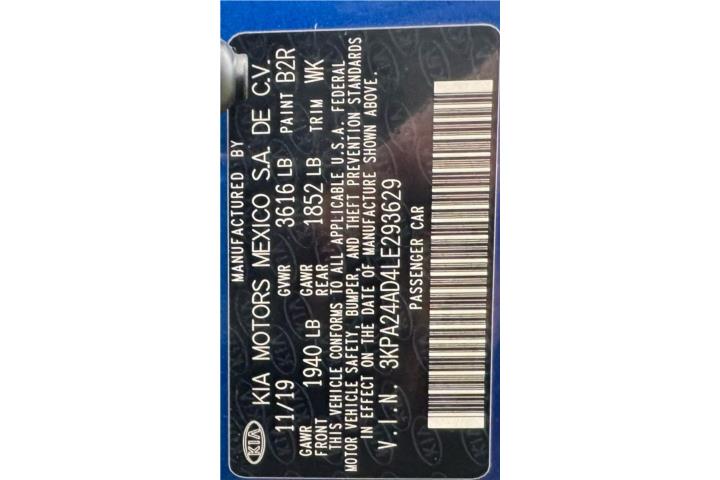 MANUFACTURED BY
KIA KIA MOTORS MEXICO S.A. DE C.V.
11/19 GVWR 3616 LB PAINT B2R
GAWR FRONT 1940 LB GAWR REAR 1852 LB TRIM WK
THIS VEHICLE CONFORMS TO ALL APPLICABLE U.S.A. FEDERAL
MOTOR VEHICLE SAFETY, BUMPER, AND THEFT PREVENTION STANDARDS
IN EFFECT ON THE DATE OF MANUFACTURE SHOWN ABOVE.
V.I.N. 3KPA24AD4LE293629
PASSENGER CAR